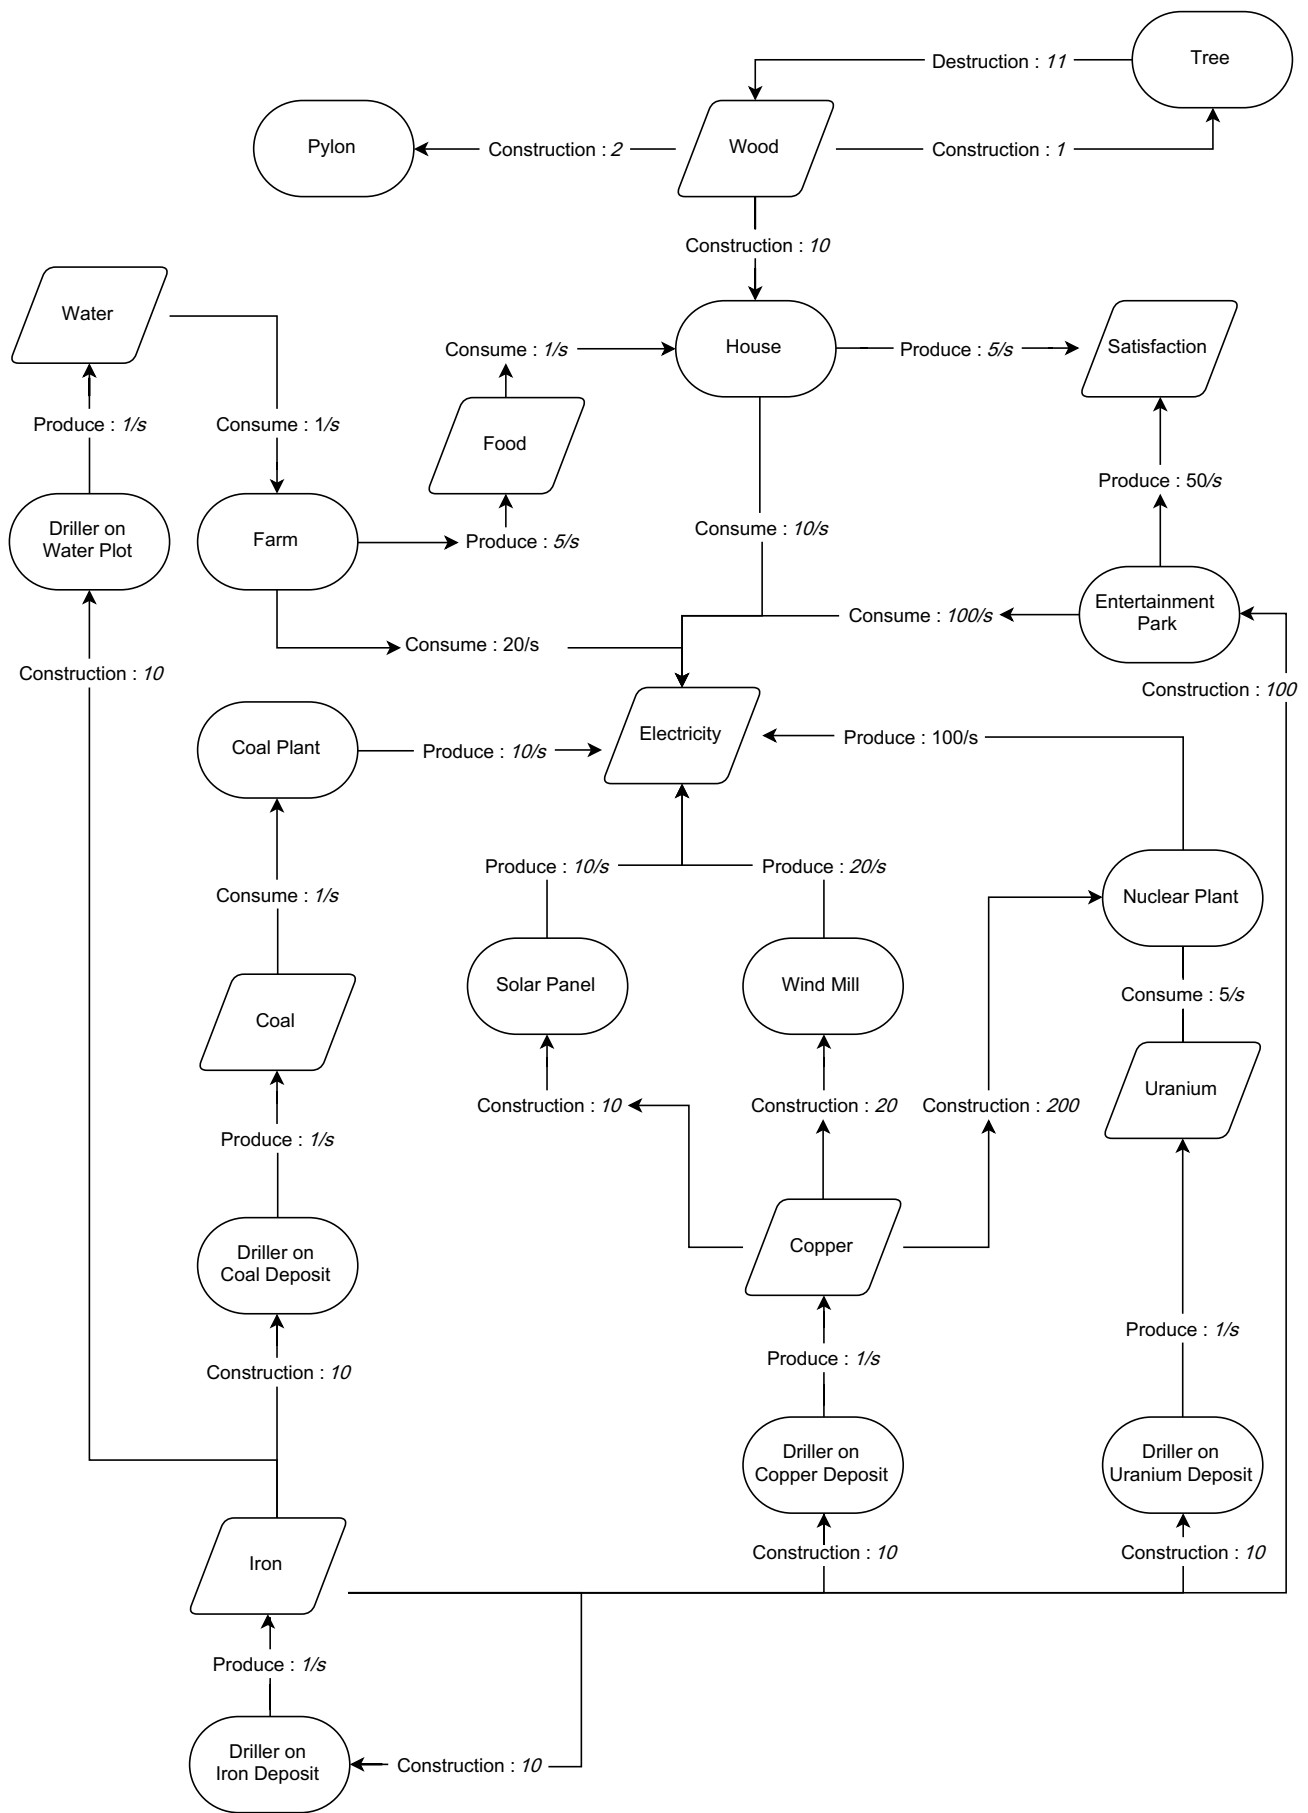 Destruction : 11
Tree
Pylon
Construction : 2
Wood
Construction : 1
Construction : 10
Water
Consume : 1/s
House
Produce : 5/s
Satisfaction
Produce : 1/s
Consume : 1/s
Food
Produce : 50/s
Driller on
Water Plot
Farm
Produce : 5/s
Consume : 10/s
Entertainment
Park
Consume : 100/s
Consume : 20/s
Construction : 10
Construction : 100
Coal Plant
Produce : 10/s
Electricity
Produce : 100/s
Produce : 10/s
Produce : 20/s
Consume : 1/s
Nuclear Plant
Solar Panel
Wind Mill
Consume : 5/s
Coal
Uranium
Construction : 10
Construction : 20
Construction : 200
Produce : 1/s
Driller on
Coal Deposit
Copper
Produce : 1/s
Produce : 1/s
Construction : 10
Driller on
Copper Deposit
Driller on
Uranium Deposit
Iron
Construction : 10
Construction : 10
Produce : 1/s
Driller on
Iron Deposit
Construction : 10